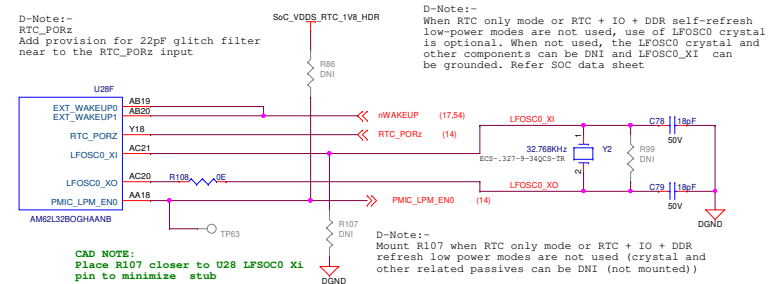 D-Note:-
RTC_PORz
Add provision for 22pF glitch filter
near to the RTC_PORz input
SoC_VDDS_RTC_1V8_HDR
D-Note:-
When RTC only mode or RTC + IO + DDR self-refresh
low-power modes are not used, use of LFOSC0 crystal
is optional. When not used, the LFOSC0 crystal and
other components can be DNI and LFOSC0_XI can
be grounded. Refer SOC data sheet
R86
DNI
U28F
EXT_WAKEUP0
AB19
EXT_WAKEUP1
AB20
nWAKEUP (17,54)
RTC_PORZ
Y18
RTC_PORz (14)
LFOSC0_XI
AC21
LFOSC0_XO
AC20
R108
0E
PMIC_LPM_EN0
AA18
PMIC_LPM_EN0 (14)
AM62L32BOGHAANB
TP63
R107
DNI
DGND
LFOSC0_XI
C78
18pF
50V
1
32.768KHz
Y2
ECS-.327-9-34QCS-TR
2
R99
DNI
LFOSC0_XO
C79
18pF
50V
DGND
CAD NOTE:
Place R107 closer to U28 LFSOC0 Xi
pin to minimize stub
D-Note:-
Mount R107 when RTC only mode or RTC + IO + DDR
refresh low power modes are not used (crystal and
other related passives can be DNI (not mounted))